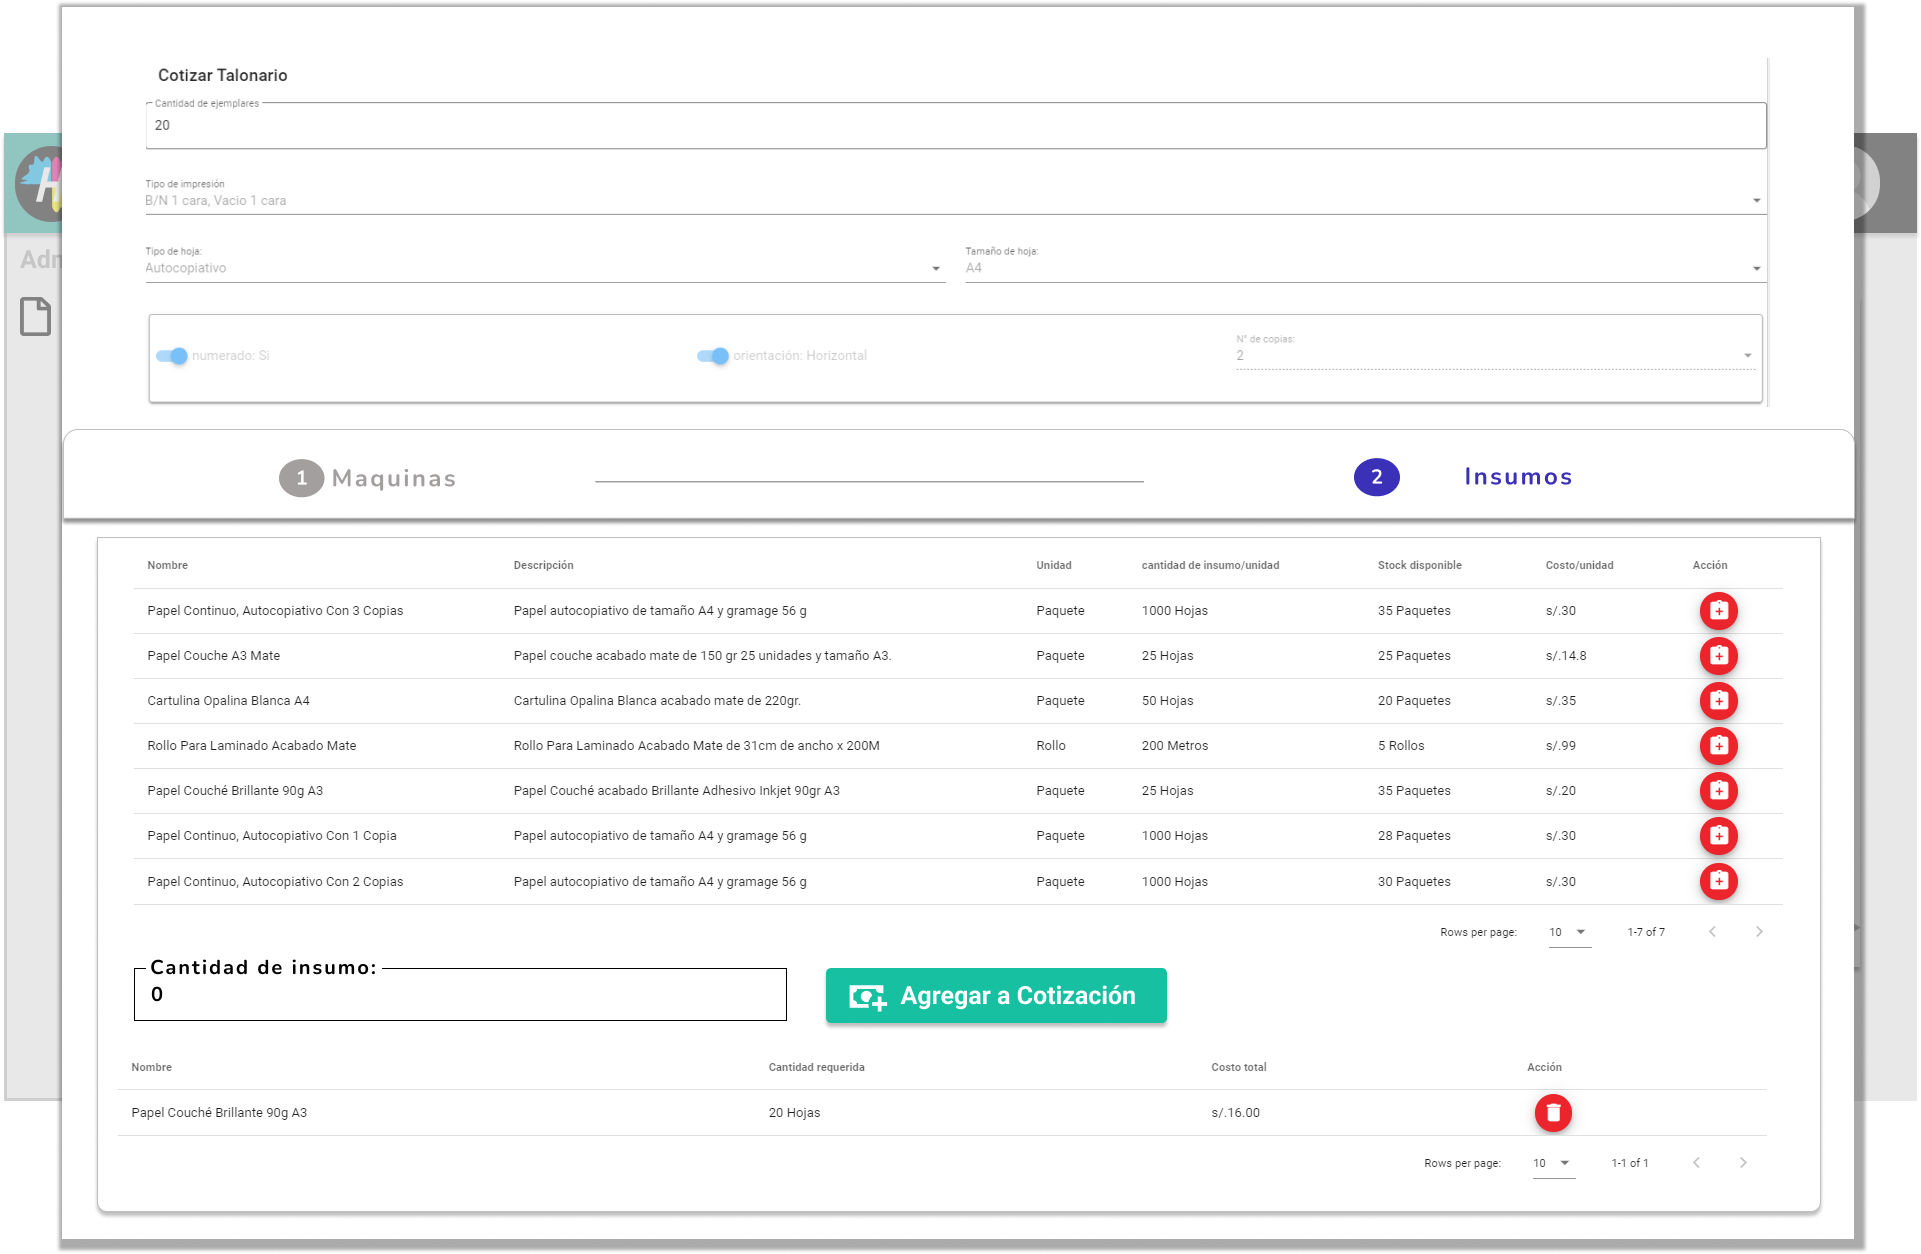 Cotizar Talonario
Cantidad de ejemplares
20
Tipo de impresión
B/N 1 cara, Vacio 1 cara
Tipo de hoja: Tamaño de hoja:
Autocopiativo A4
N° de copias:
numerado: Si orientación: Horizontal 2
1 Maquinas 2 Insumos
Nombre Descripción Unidad cantidad de insumo/unidad Stock disponible Costo/unidad Acción
Papel Continuo, Autocopiativo Con 3 Copias Papel autocopiativo de tamaño A4 y gramage 56 g Paquete 1000 Hojas 35 Paquetes s/.30
Papel Couche A3 Mate Papel couche acabado mate de 150 gr 25 unidades y tamaño A3. Paquete 25 Hojas 25 Paquetes s/.14.8
Cartulina Opalina Blanca A4 Cartulina Opalina Blanca acabado mate de 220gr. Paquete 50 Hojas 20 Paquetes s/.35
Rollo Para Laminado Acabado Mate Rollo Para Laminado Acabado Mate de 31cm de ancho x 200M Rollo 200 Metros 5 Rollos s/.99
Papel Couché Brillante 90g A3 Papel Couché acabado Brillante Adhesivo Inkjet 90gr A3 Paquete 25 Hojas 35 Paquetes s/.20
Papel Continuo, Autocopiativo Con 1 Copia Papel autocopiativo de tamaño A4 y gramage 56 g Paquete 1000 Hojas 28 Paquetes s/.30
Papel Continuo, Autocopiativo Con 2 Copias Papel autocopiativo de tamaño A4 y gramage 56 g Paquete 1000 Hojas 30 Paquetes s/.30
Rows per page: 10 1-7 of 7
Cantidad de insumo:
0
Agregar a Cotización
Nombre Cantidad requerida Costo total Acción
Papel Couché Brillante 90g A3 20 Hojas s/.16.00
Rows per page: 10 1-1 of 1